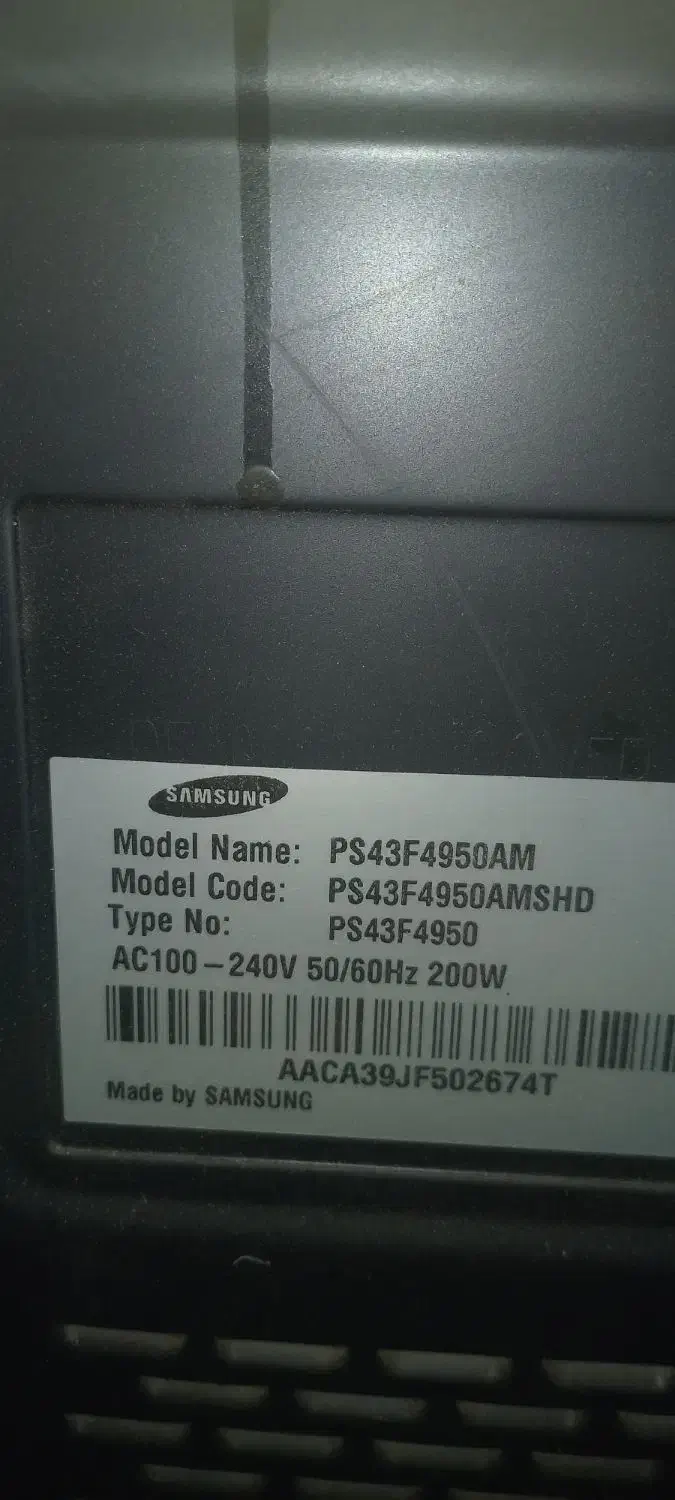 SAMSUNG
Model Name: PS43F4950AM
Model Code: PS43F4950AMSHD
Type No: PS43F4950
AC100-240V 50/60Hz 200W
AACA39JF502674T
Made by SAMSUNG